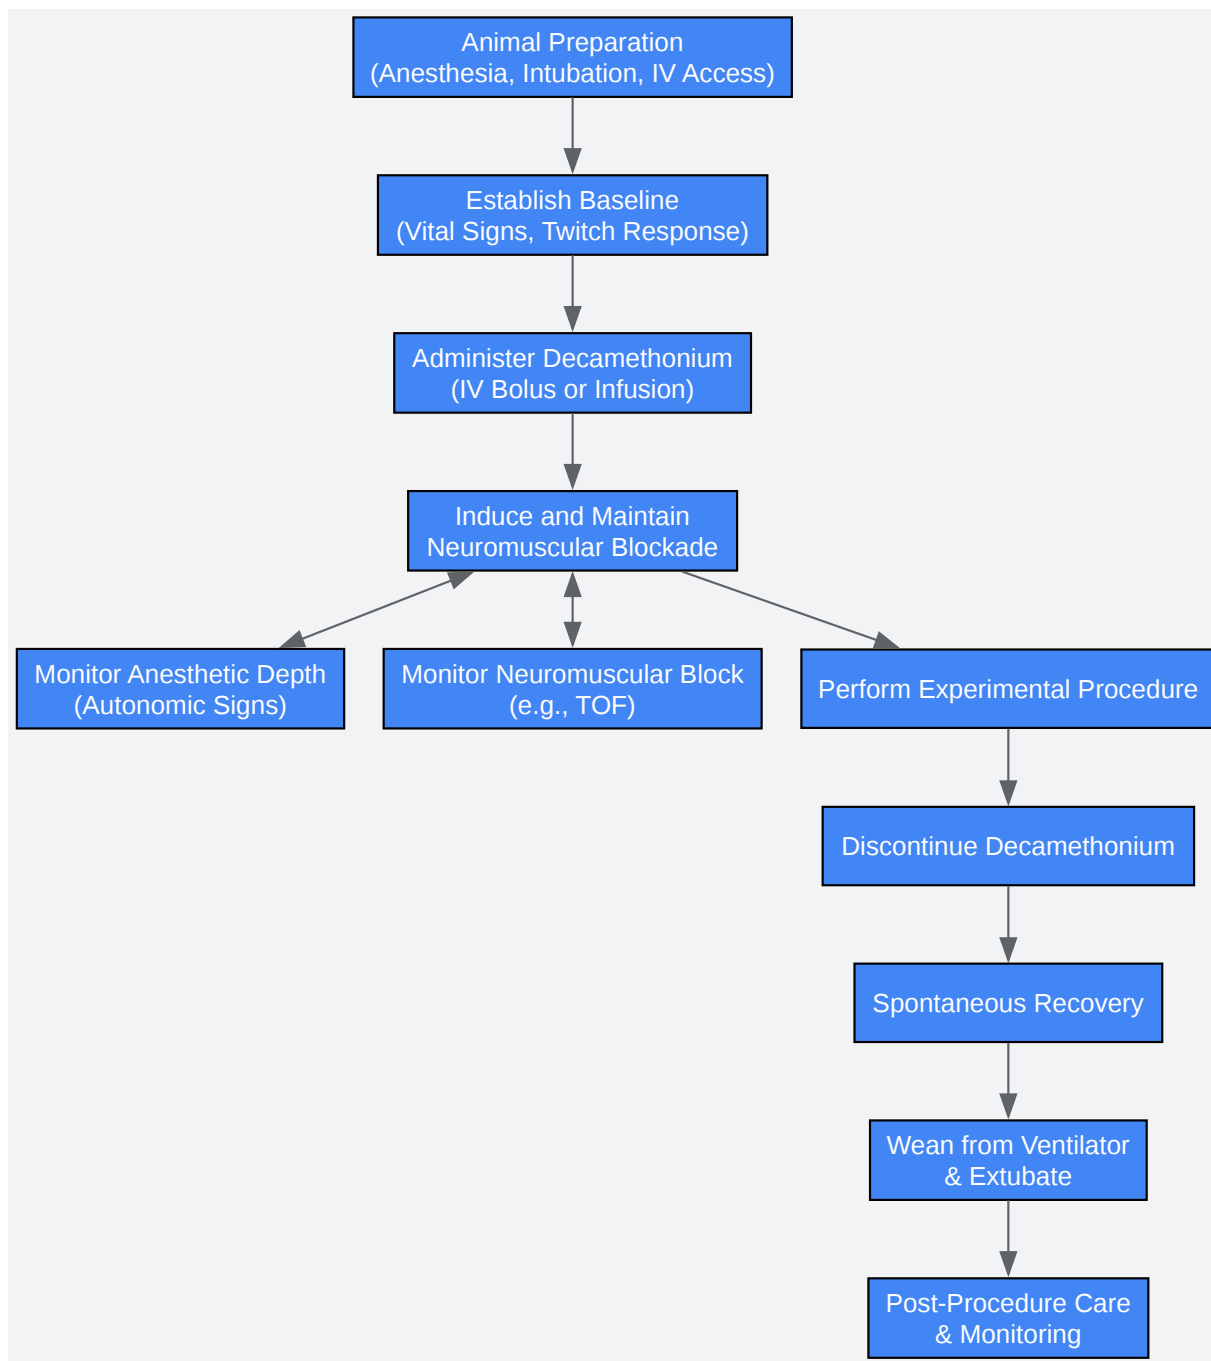 Animal Preparation
(Anesthesia, Intubation, IV Access)
Establish Baseline
(Vital Signs, Twitch Response)
Administer Decamethonium
(IV Bolus or Infusion)
Induce and Maintain
Neuromuscular Blockade
Monitor Anesthetic Depth
(Autonomic Signs)
Monitor Neuromuscular Block
(e.g., TOF)
Perform Experimental Procedure
Discontinue Decamethonium
Spontaneous Recovery
Wean from Ventilator
& Extubate
Post-Procedure Care
& Monitoring